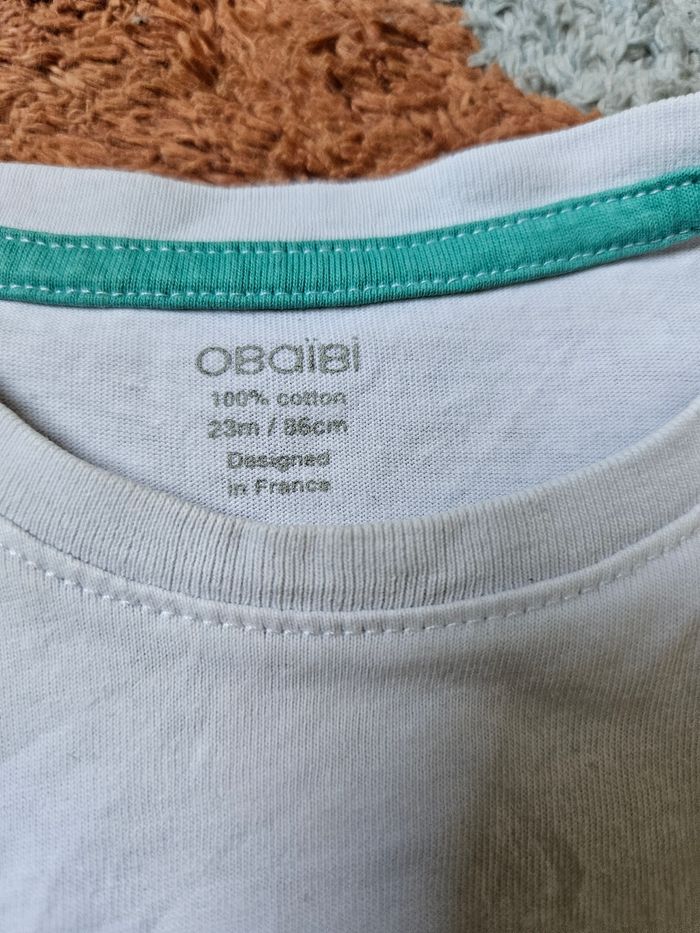 OBaïBi
100% cotton
23m / 86cm
Designed
in France